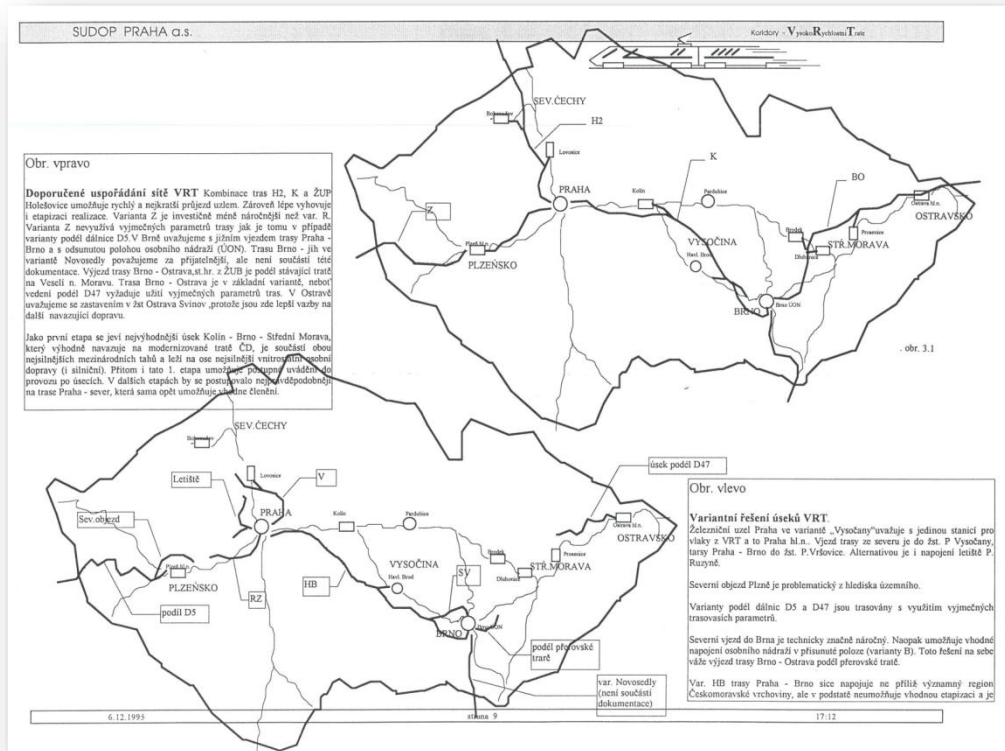 SUDOP PRAHA a.s.
Koridory - VysokoRychlostníTratě
SEV.ČECHY
Bohosudov
H2
Lovosice
PRAHA
Kolín
K
Pardubice
BO
Ostrava hl.n.
OSTRAVSKO
Z
Plzeň hl.n.
PLZEŇSKO
VYSOČINA
Havl. Brod
Brodek
Prosenice
STŘ.MORAVA
Dluhonice
BRNO
Brno ÚON
. obr. 3.1
Obr. vpravo
Doporučené uspořádání sítě VRT Kombinace tras H2, K a ŽUP
Holešovice umožňuje rychlý a nejkratši průjezd uzlem. Zároveň lépe vyhovuje
i etapizaci realizace. Varianta Z je investičně méně náročnější než var. R.
Varianta Z nevyužívá vyjmečných parametrů trasy jak je tomu v případě
varianty podél dálnice D5.V Brně uvažujeme s jižním vjezdem trasy Praha -
Brno a s odsunutou polohou osobního nádraží (ÚON). Trasu Brno - jih ve
variantě Novosedly považujeme za přijatelnější, ale není součástí této
dokumentace. Výjezd trasy Brno - Ostrava,st.hr. z ŽUB je podél stávající tratě
na Veselí n. Moravu. Trasa Brno - Ostrava je v základní variantě, neboť
vedení podél D47 vyžaduje užití vyjmečných parametrů tras. V Ostravě
uvažujeme se zastavením v žst Ostrava Svinov ,protože jsou zde lepší vazby na
další navazující dopravu.
Jako první etapa se jeví nejvýhodnější úsek Kolín - Brno - Střední Morava,
který výhodně navazuje na modernizované tratě ČD, je součástí obou
nejsilnějších mezinárodních tahů a leží na ose nejsilnější vnitrostátní osobní
dopravy (i silniční). Přitom i tato 1. etapa umožňuje postupné uvádění do
provozu po úsecích. V dalších etapách by se postupovalo nejpravděpodobněji
na trase Praha - sever, která sama opět umožňuje vhodné členění.
SEV.ČECHY
Bohosudov
Lovosice
Letiště
V
PRAHA
Sev.objezd
Plzeň hl.n.
PLZEŇSKO
podíl D5
RZ
HB
Kolín
Pardubice
VYSOČINA
Havl. Brod
SV
Brodek
Dluhonice
Prosenice
STŘ.MORAVA
úsek podél D47
Ostrava hl.n.
OSTRAVSKO
BRNO
Brno ÚON
podél přerovské
tratě
var. Novosedly
(není součástí
dokumentace)
Obr. vlevo
Variantní řešení úseků VRT.
Železniční uzel Praha ve variantě „Vysočany"uvažuje s jedinou stanicí pro
vlaky z VRT a to Praha hl.n.. Vjezd trasy ze severu je do žst. P Vysočany,
tarsy Praha - Brno do žst. P.Vršovice. Alternativou je i napojení letiště P.
Ruzyně.
Severní objezd Plzně je problematický z hlediska územního.
Varianty podél dálnic D5 a D47 jsou trasovány s využitím vyjmečných
trasovasích parametrů.
Severní vjezd do Brna je technicky značně náročný. Naopak umožňuje vhodné
napojení osobního nádraží v přisunuté poloze (varianty B). Toto řešení na sebe
váže výjezd trasy Brno - Ostrava podél přerovské tratě.
Var. HB trasy Praha - Brno sice napojuje ne příliž významný region
Českomoravské vrchoviny, ale v podstatě neumožňuje vhodnou etapizaci a je
6.12.1995
strana 9
17:12